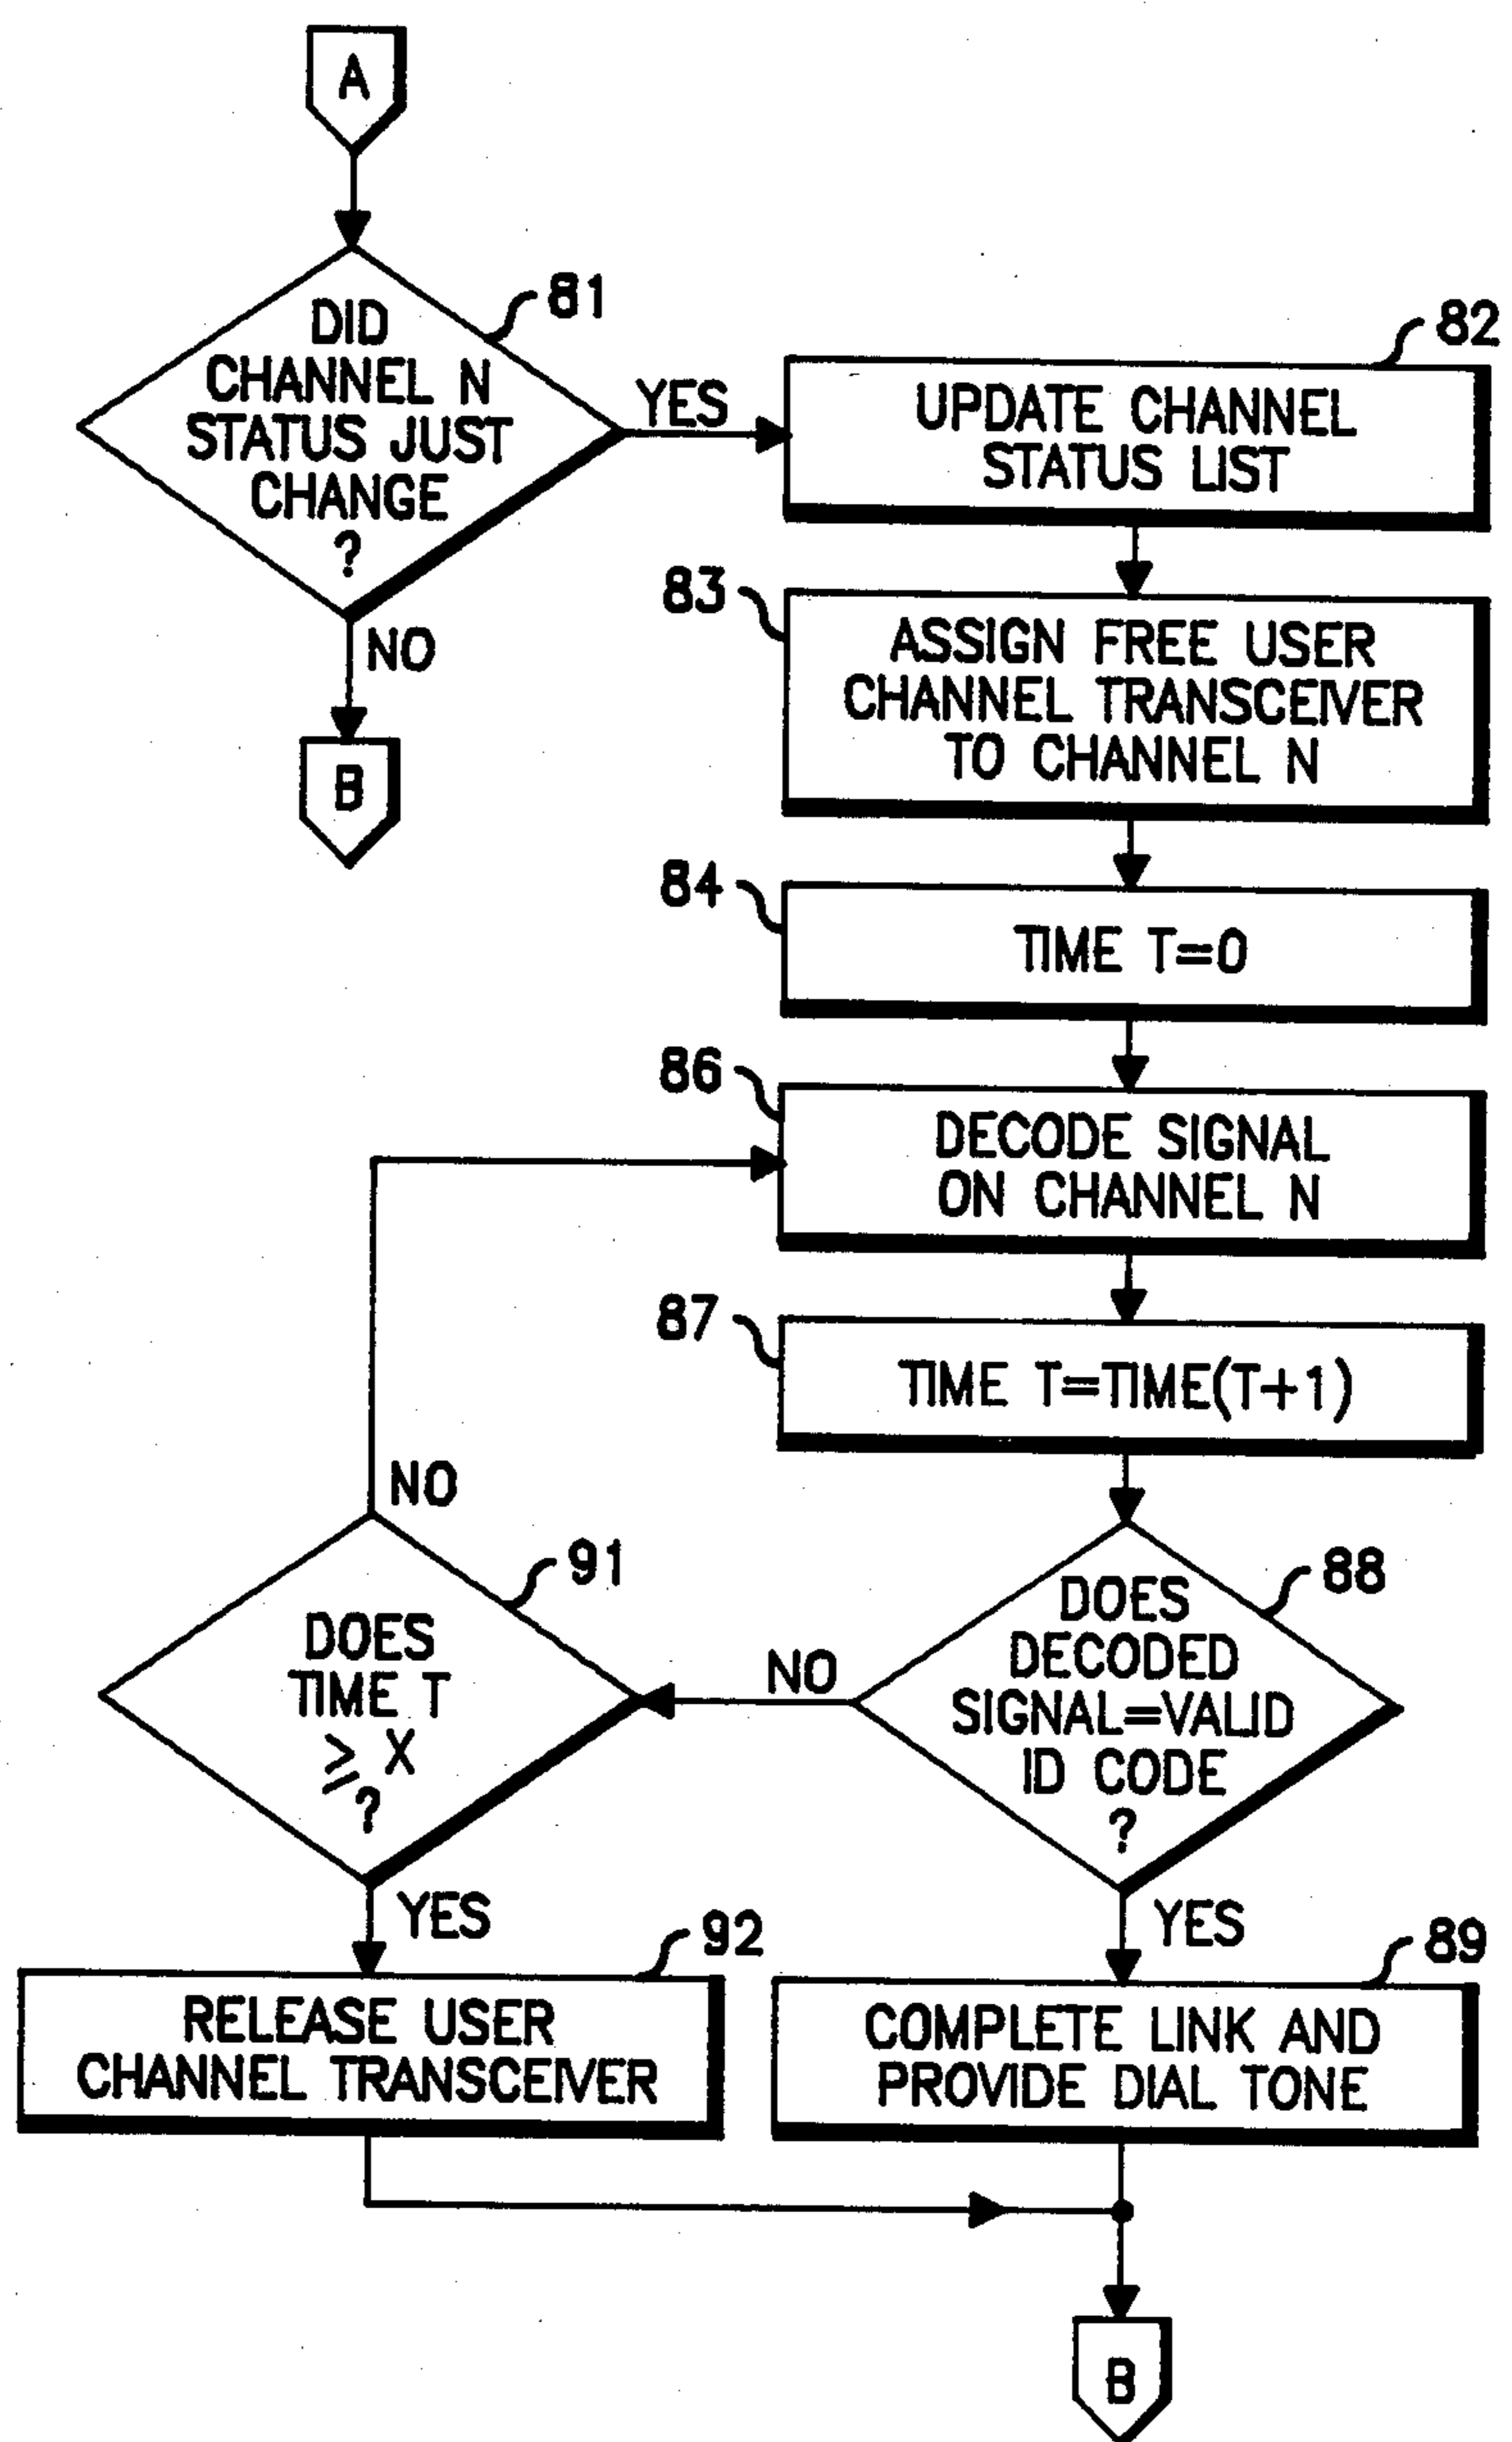 A
DID
CHANNEL N
STATUS JUST
CHANGE
?
81
YES
NO
B
82
UPDATE CHANNEL
STATUS LIST
83
ASSIGN FREE USER
CHANNEL TRANSCEIVER
TO CHANNEL N
84
TIME T=0
86
DECODE SIGNAL
ON CHANNEL N
87
TIME T=TIME(T+1)
88
DOES
DECODED
SIGNAL=VALID
ID CODE
?
NO
YES
91
DOES
TIME T
≥ X
?
NO
YES
92
RELEASE USER
CHANNEL TRANSCEIVER
89
COMPLETE LINK AND
PROVIDE DIAL TONE
B